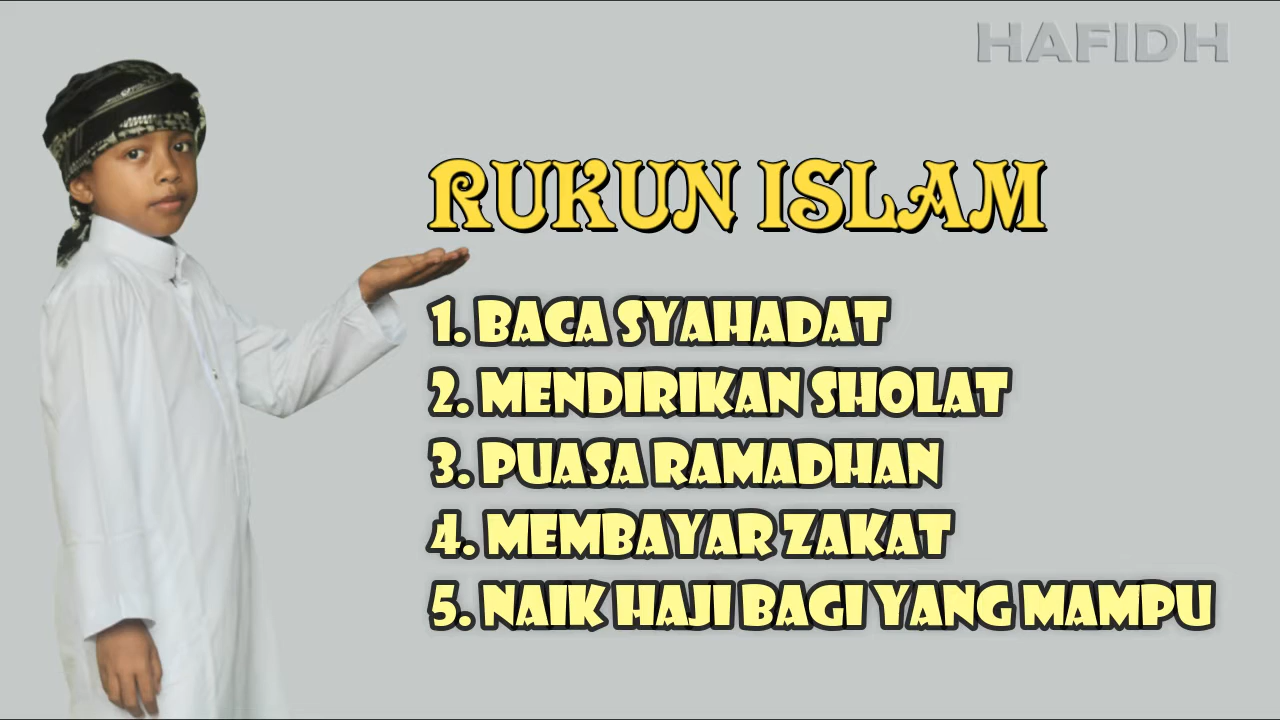 HAFIDH
RUKUN ISLAM
1. BACA SYAHADAT
2. MENDIRIKAN SHOLAT
3. PUASA RAMADHAN
4. MEMBAYAR ZAKAT
5. NAIK HAJI BAGI YANG MAMPU